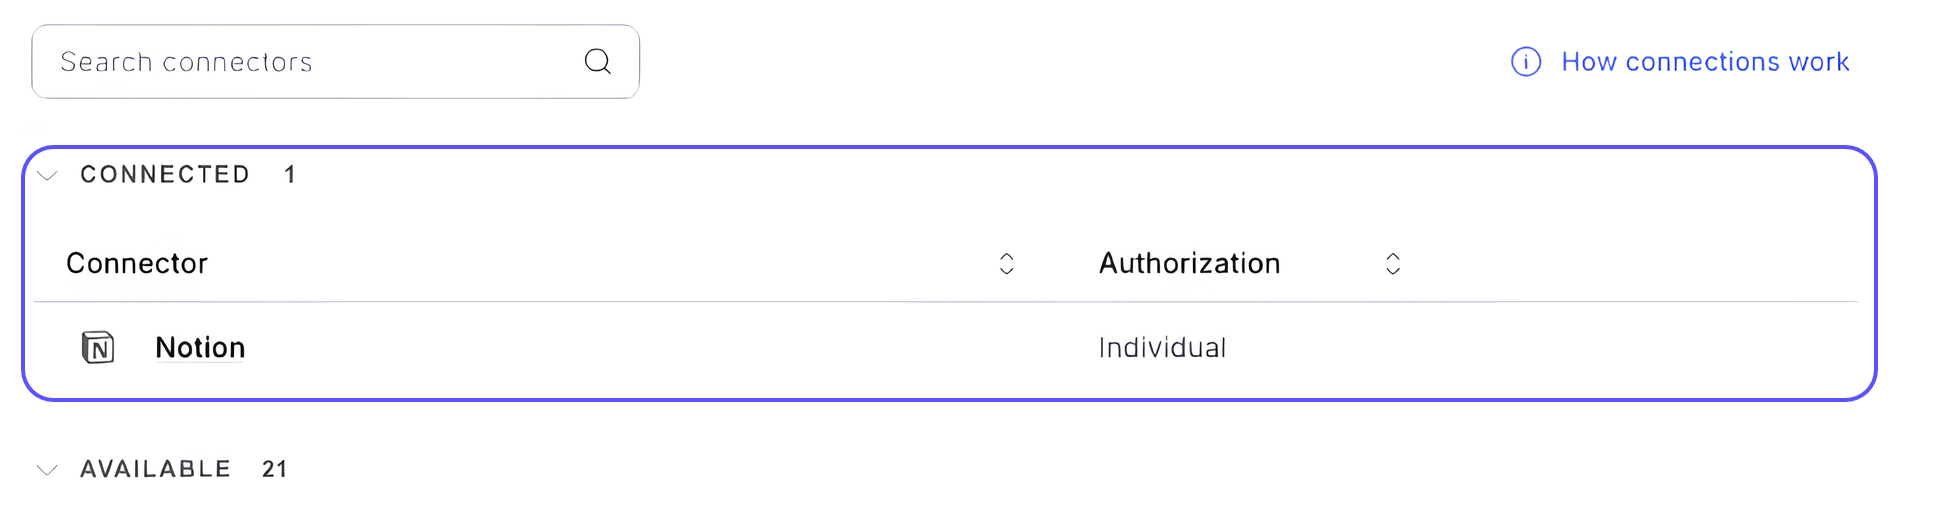 Search connectors
How connections work
CONNECTED 1
Connector Authorization
Notion Individual
AVAILABLE 21